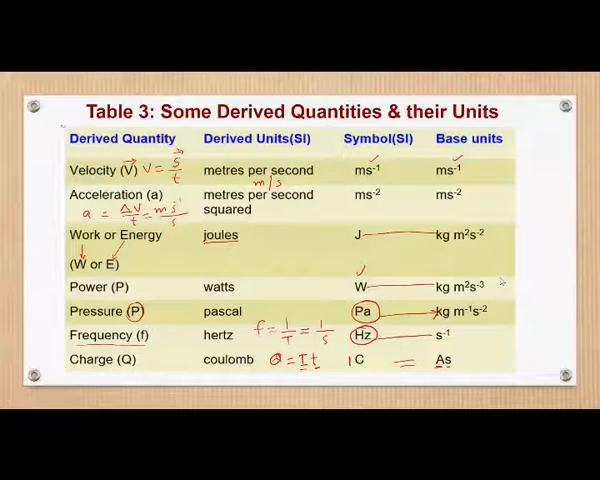 Table 3: Some Derived Quantities & their Units
Derived Quantity Derived Units(SI) Symbol(SI) Base units
Velocity (V) V = S/t metres per second ms-1 ms-1
m/s
Acceleration (a) metres per second squared ms-2 ms-2
a = ΔV/t = ms-1/s
Work or Energy joules J kg m2s-2
(W or E)
Power (P) watts W kg m2s-3
Pressure (P) pascal Pa kg m-1s-2
Frequency (f) hertz f = 1/T = 1/s Hz s-1
Charge (Q) coulomb Q = It 1C = As